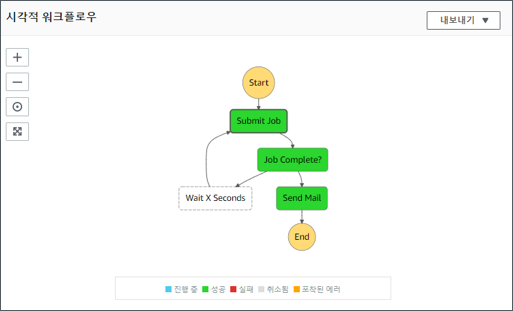 시각적 워크플로우
내보내기
Start
Submit Job
Job Complete?
Wait X Seconds
Send Mail
End
진행 중 성공 실패 취소됨 포착된 에러